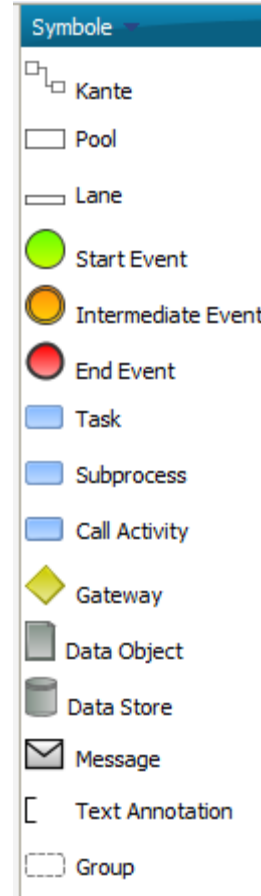 Symbole
Kante
Pool
Lane
Start Event
Intermediate Event
End Event
Task
Subprocess
Call Activity
Gateway
Data Object
Data Store
Message
Text Annotation
Group